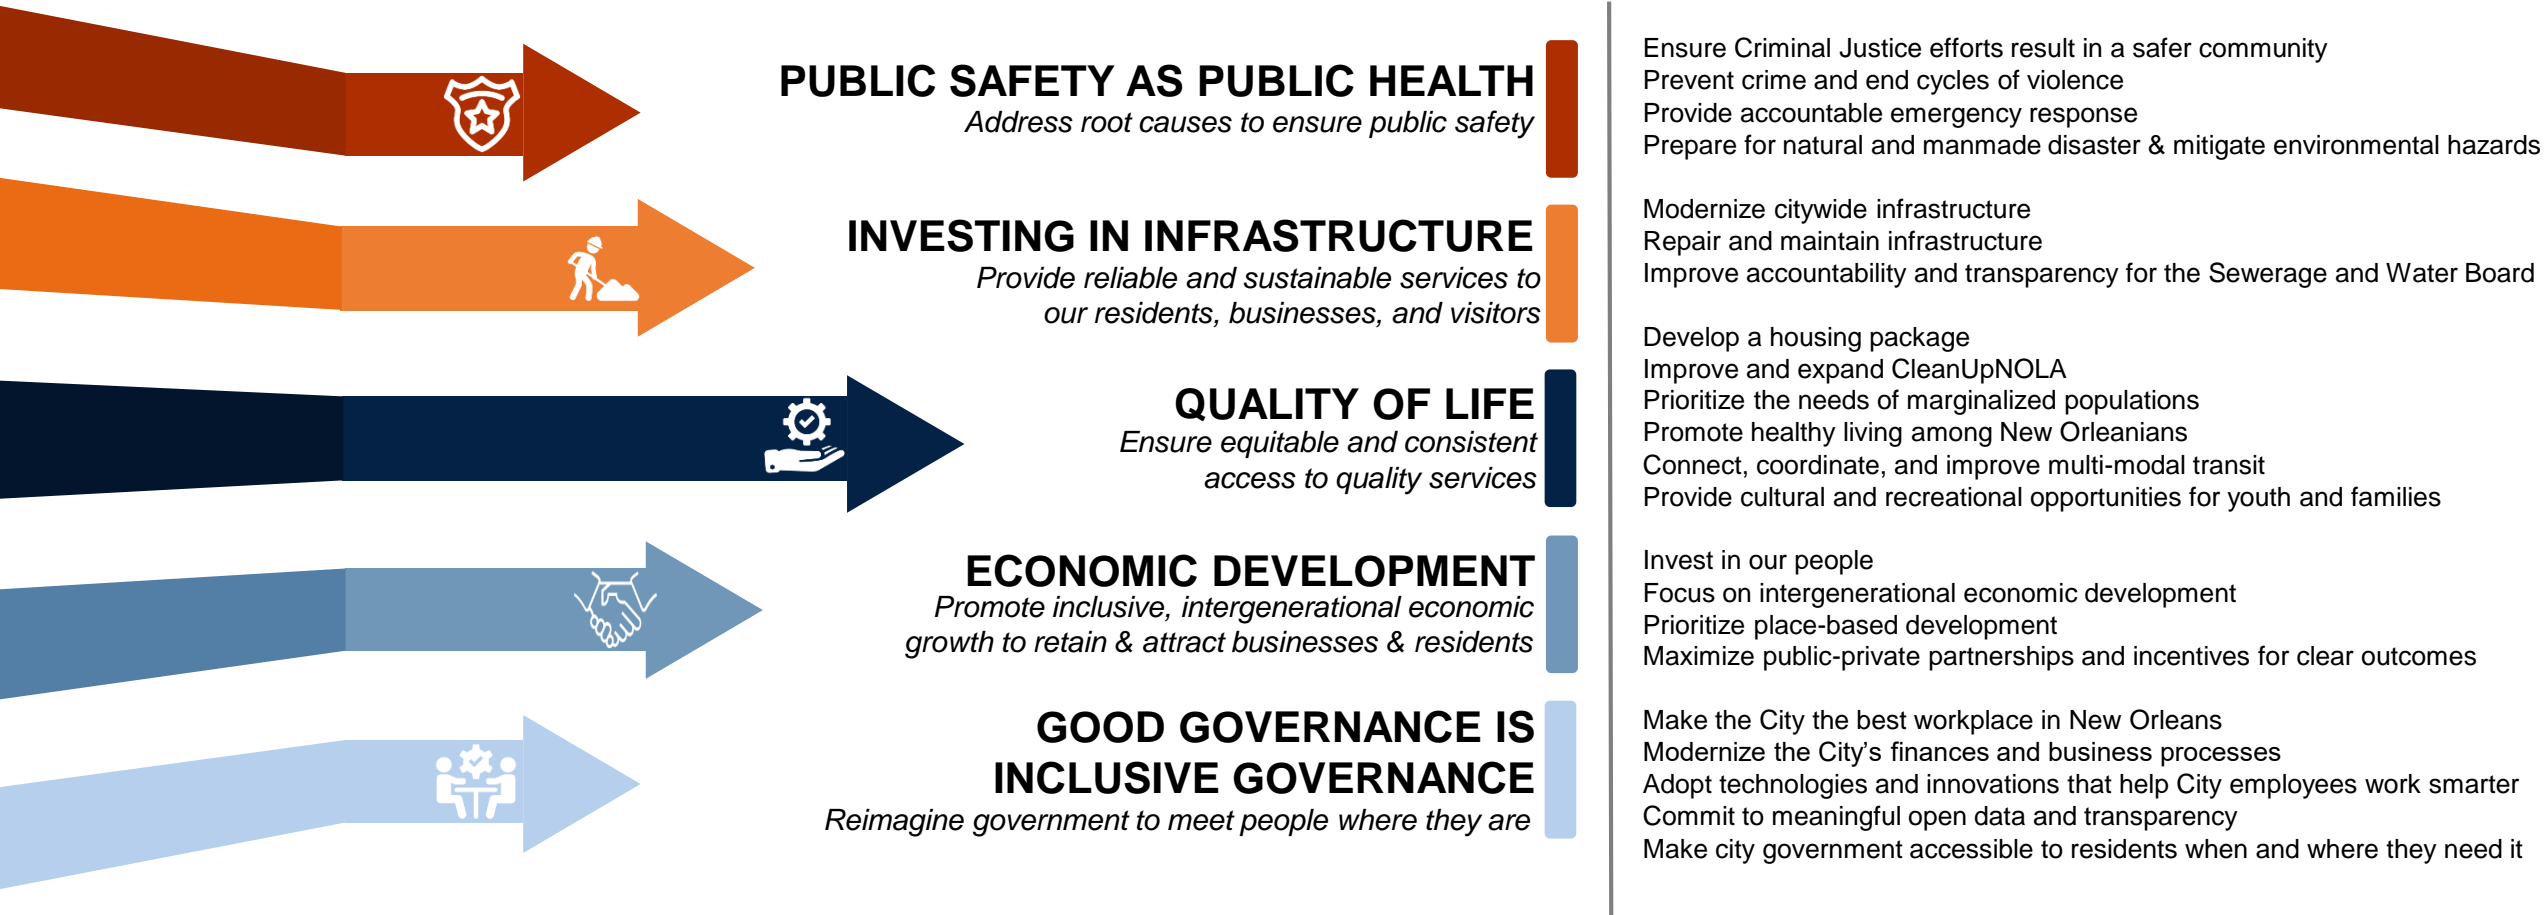 PUBLIC SAFETY AS PUBLIC HEALTH
Address root causes to ensure public safety
Ensure Criminal Justice efforts result in a safer community
Prevent crime and end cycles of violence
Provide accountable emergency response
Prepare for natural and manmade disaster & mitigate environmental hazards
INVESTING IN INFRASTRUCTURE
Provide reliable and sustainable services to
our residents, businesses, and visitors
Modernize citywide infrastructure
Repair and maintain infrastructure
Improve accountability and transparency for the Sewerage and Water Board
QUALITY OF LIFE
Ensure equitable and consistent
access to quality services
Develop a housing package
Improve and expand CleanUpNOLA
Prioritize the needs of marginalized populations
Promote healthy living among New Orleanians
Connect, coordinate, and improve multi-modal transit
Provide cultural and recreational opportunities for youth and families
ECONOMIC DEVELOPMENT
Promote inclusive, intergenerational economic
growth to retain & attract businesses & residents
Invest in our people
Focus on intergenerational economic development
Prioritize place-based development
Maximize public-private partnerships and incentives for clear outcomes
GOOD GOVERNANCE IS
INCLUSIVE GOVERNANCE
Reimagine government to meet people where they are
Make the City the best workplace in New Orleans
Modernize the City’s finances and business processes
Adopt technologies and innovations that help City employees work smarter
Commit to meaningful open data and transparency
Make city government accessible to residents when and where they need it